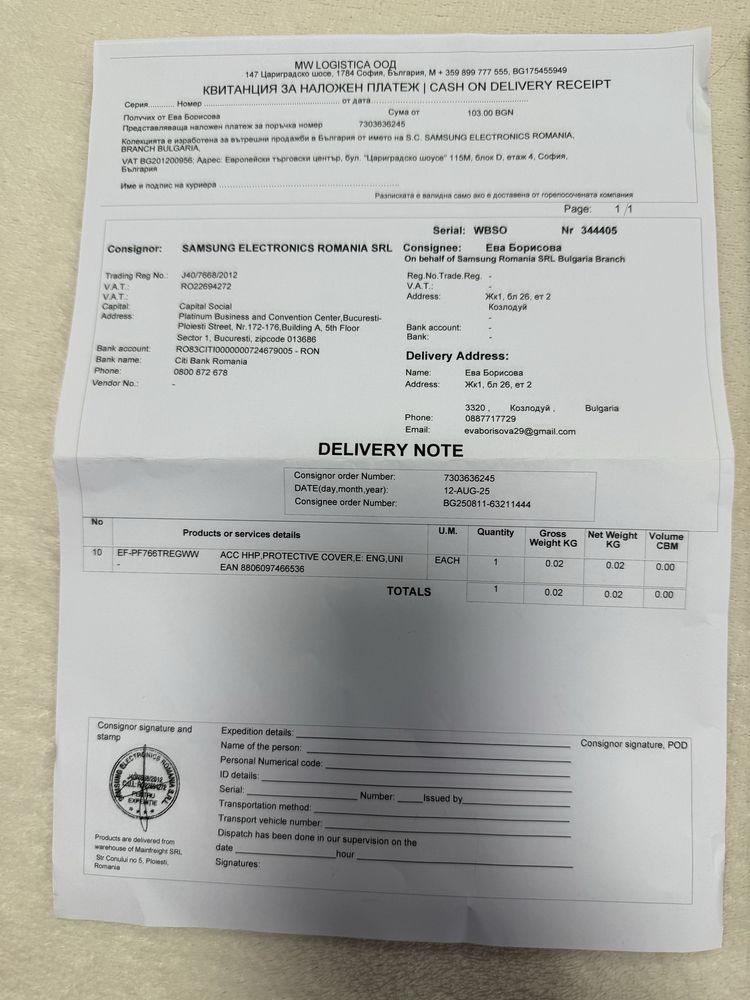 MW LOGISTICA ООД
147 Цариградско шосе, 1784 София, България, М + 359 899 777 555, BG175455949
КВИТАНЦИЯ ЗА НАЛОЖЕН ПЛАТЕЖ | CASH ON DELIVERY RECEIPT
Серия........... Номер ................................................ от дата................................................
Получих от Ева Борисова Сума от 103.00 BGN
Представляваща наложен платеж за поръчка номер 7303636245
Колекцията е изработена за вътрешни продажби в България от името на S.C. SAMSUNG ELECTRONICS ROMANIA,
BRANCH BULGARIA,
VAT BG201200956; Адрес: Европейски търговски център, бул. "Цариградско шоусе" 115М, блок D, етаж 4, София,
България
Име и подпис на куриера ................................................
Разписката е валидна само ако е доставена от горепосочената компания
Page: 1 /1
Serial: WBSO Nr 344405
Consignor: SAMSUNG ELECTRONICS ROMANIA SRL
Trading Reg No.: J40/7668/2012
V.A.T.: RO22694272
V.A.T.:
Capital: Capital Social
Address: Platinum Business and Convention Center,Bucuresti-
Ploiesti Street, Nr.172-176,Building A, 5th Floor
Sector 1, Bucuresti, zipcode 013686
Bank account: RO83CITI0000000724679005 - RON
Bank name: Citi Bank Romania
Phone: 0800 872 678
Vendor No.: -
Consignee: Ева Борисова
On behalf of Samsung Romania SRL Bulgaria Branch
Reg.No.Trade.Reg. -
V.A.T.: -
Address: Жк1, бл 26, ет 2
Козлодуй
-
Bank account: -
Bank: -
Delivery Address:
Name: Ева Борисова
Address: Жк1, бл 26, ет 2
3320 , Козлодуй , Bulgaria
Phone: 0887717729
Email: evaborisova29@gmail.com
DELIVERY NOTE
Consignor order Number: 7303636245
DATE(day,month,year): 12-AUG-25
Consignee order Number: BG250811-63211444
No Products or services details U.M. Quantity Gross Weight KG Net Weight KG Volume CBM
10 EF-PF766TREGWW ACC HHP,PROTECTIVE COVER,E: ENG,UNI EACH 1 0.02 0.02 0.00
- EAN 8806097466536
TOTALS 1 0.02 0.02 0.00
Consignor signature and
stamp
SAMSUNG ELECTRONICS ROMANIA S.R.L.
J40/7668/2012
C.U.I. RO22694272
PENTRU
EXPEDITIE
Products are delivered from
warehouse of Mainfreight SRL
Str Conului no 5, Ploiesti,
Romania
Expedition details:
Name of the person:
Personal Numerical code:
ID details:
Serial: Number: Issued by
Transportation method:
Transport vehicle number:
Dispatch has been done in our supervision on the
date hour
Signatures:
Consignor signature, POD